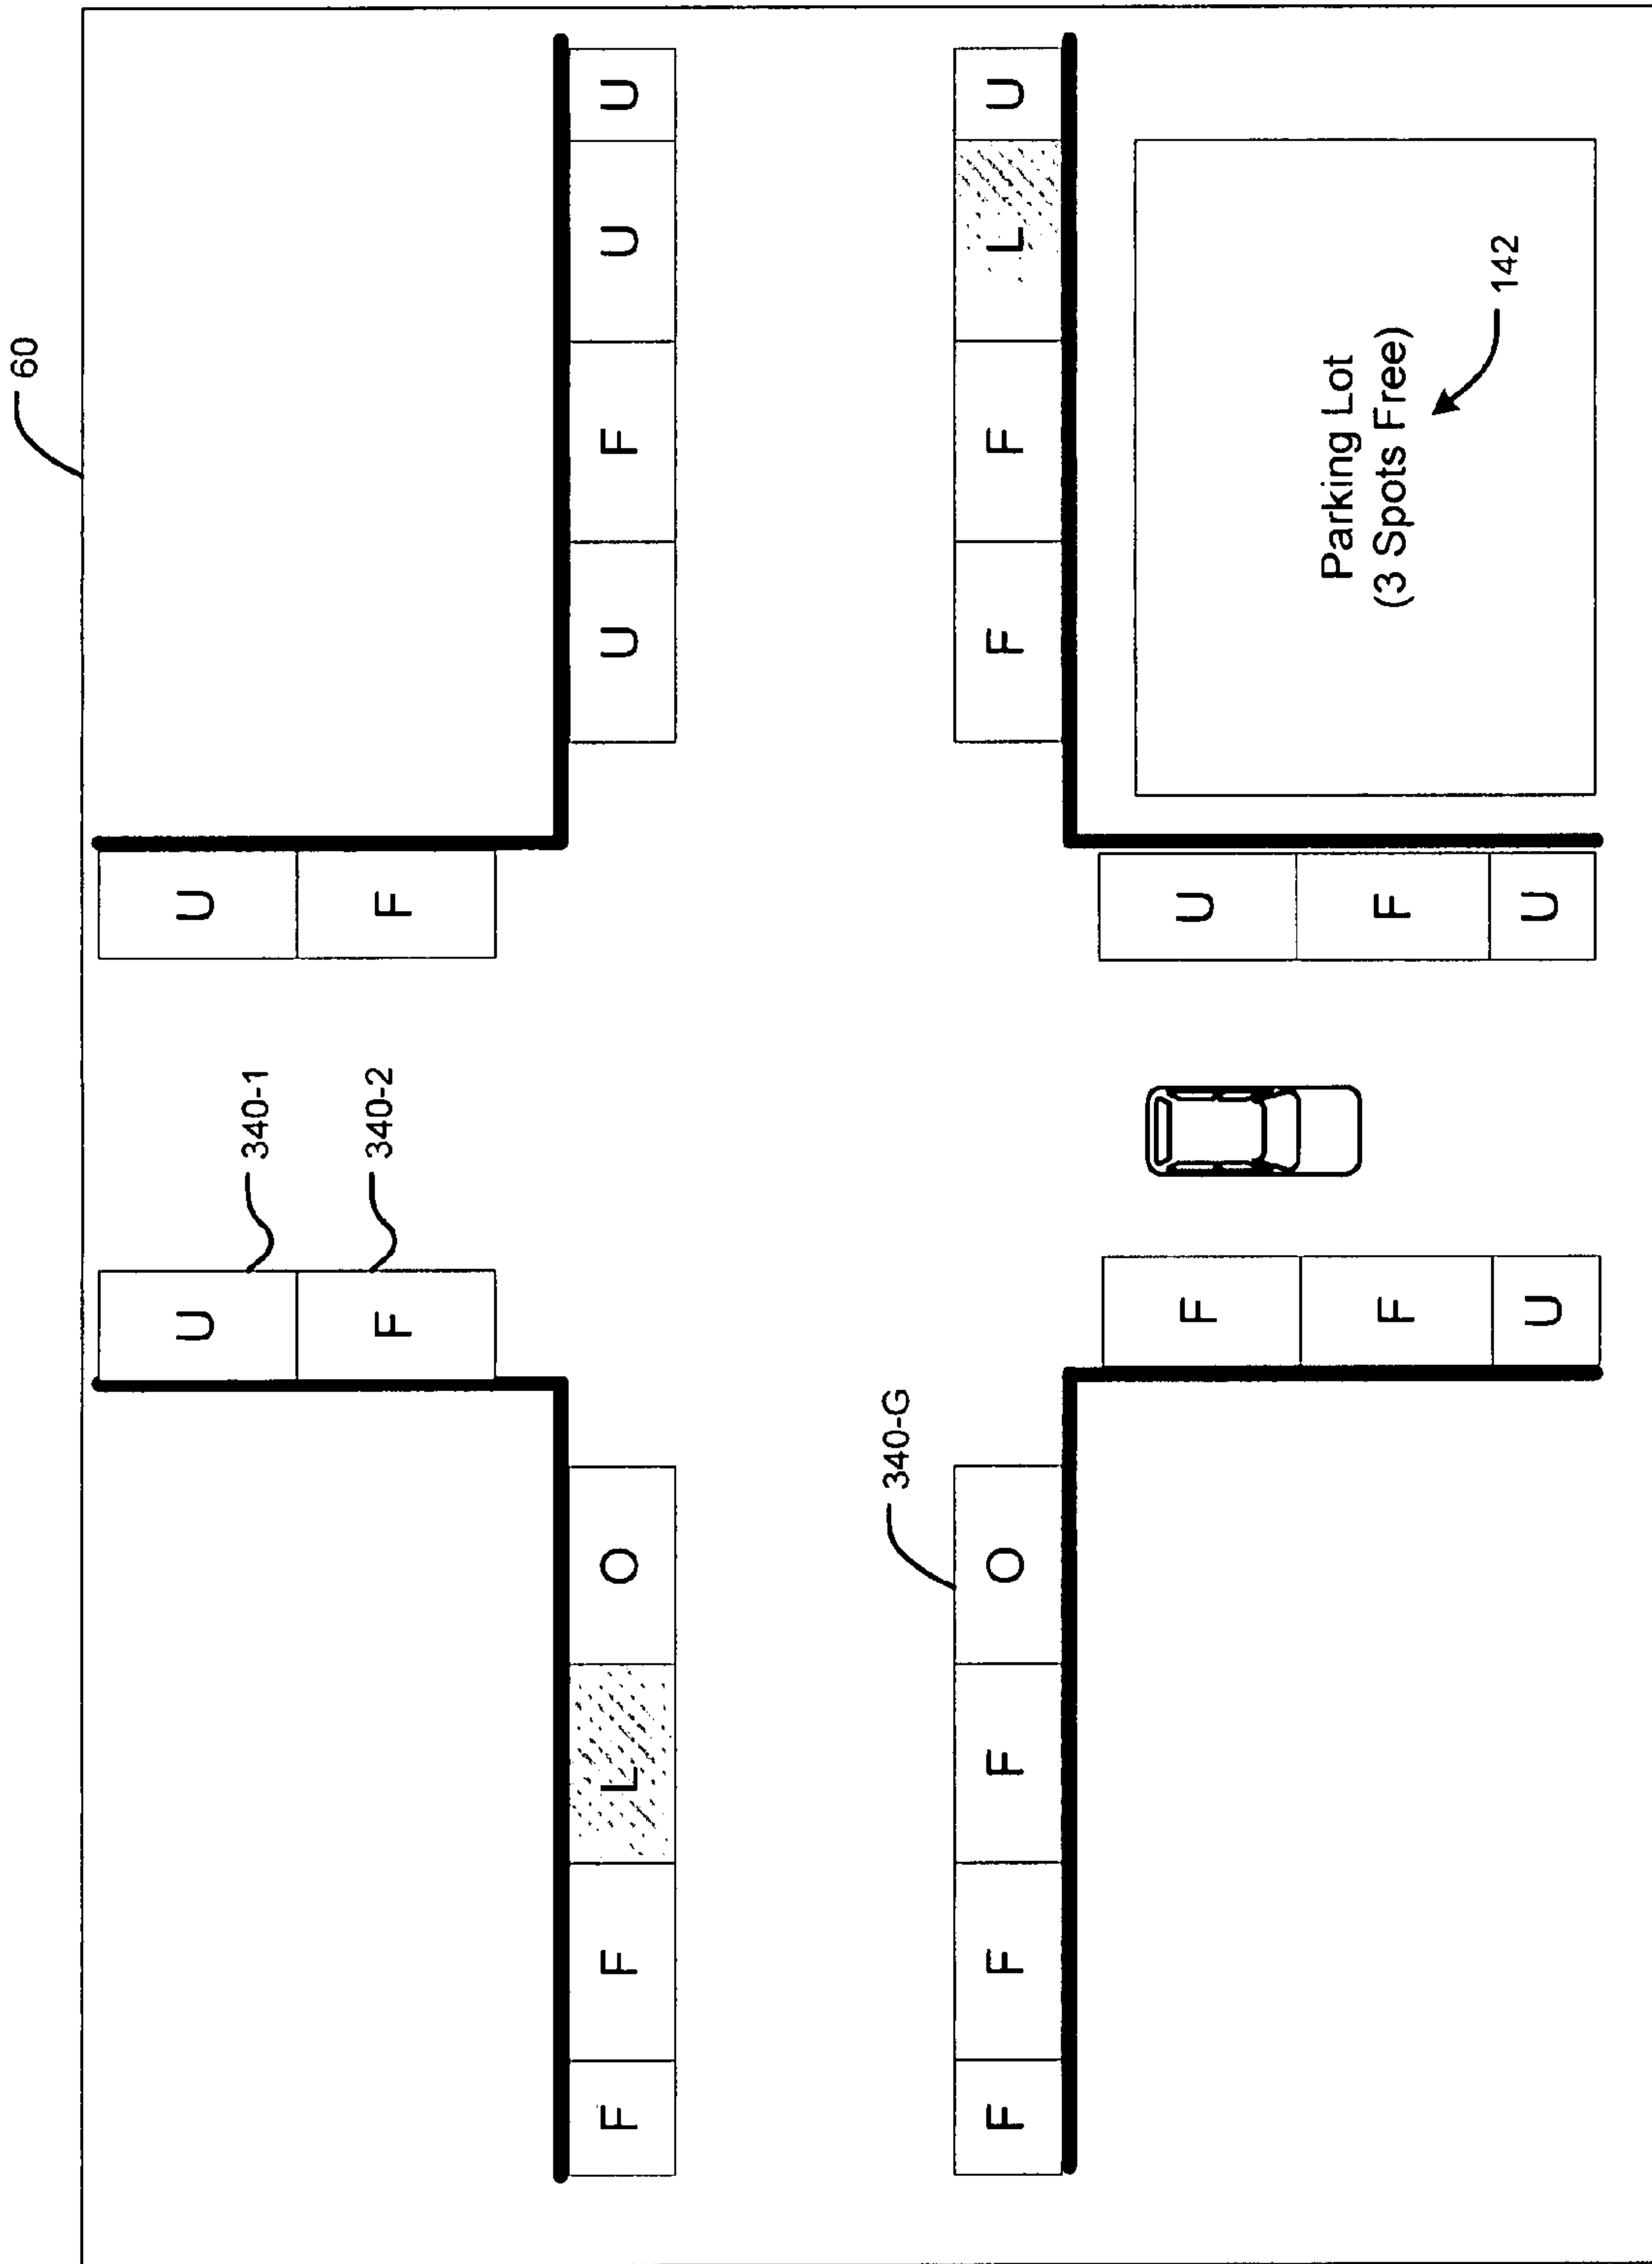 60
U U
340-1
340-2
F F
F F L O U F U U
340-G
F F F O F F L U
F U
Parking Lot
(3 Spots Free)
F F
142
U U